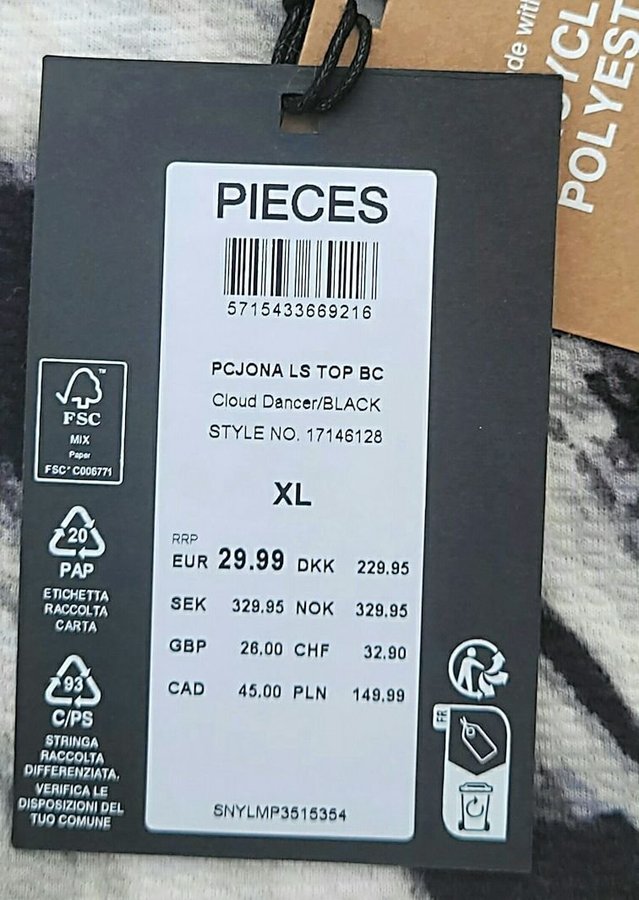 PIECES
5715433669216
PCJONA LS TOP BC
Cloud Dancer/BLACK
STYLE NO. 17146128
XL
RRP
EUR 29.99 DKK 229.95
SEK 329.95 NOK 329.95
GBP 26.00 CHF 32.90
CAD 45.00 PLN 149.99
SNYLMP3515354
FSC™
MIX
Paper
FSC® C006771
20
PAP
ETICHETTA
RACCOLTA
CARTA
93
C/PS
STRINGA
RACCOLTA
DIFFERENZIATA.
VERIFICA LE
DISPOSIZIONI DEL
TUO COMUNE
FR